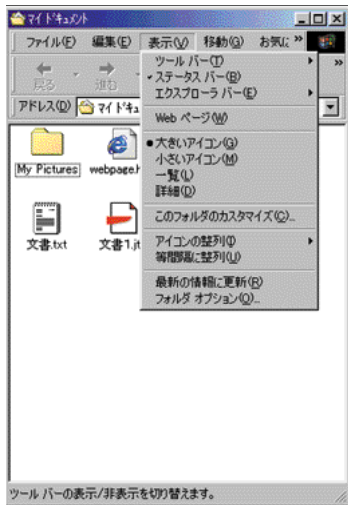 マイ ドキュメント
ファイル(F) 編集(E) 表示(V) 移動(G) お気に »
戻る 進む »
アドレス(D) マイ ドキュ
ツール バー(T)
ステータス バー(B)
エクスプローラ バー(E)
Web ページ(W)
大きいアイコン(G)
小さいアイコン(M)
一覧(L)
詳細(D)
このフォルダのカスタマイズ(C)...
アイコンの整列(I)
等間隔に整列(U)
最新の情報に更新(R)
フォルダ オプション(O)...
My Pictures webpage.h
文書.txt 文書1.jt
ツール バーの表示/非表示を切り替えます。